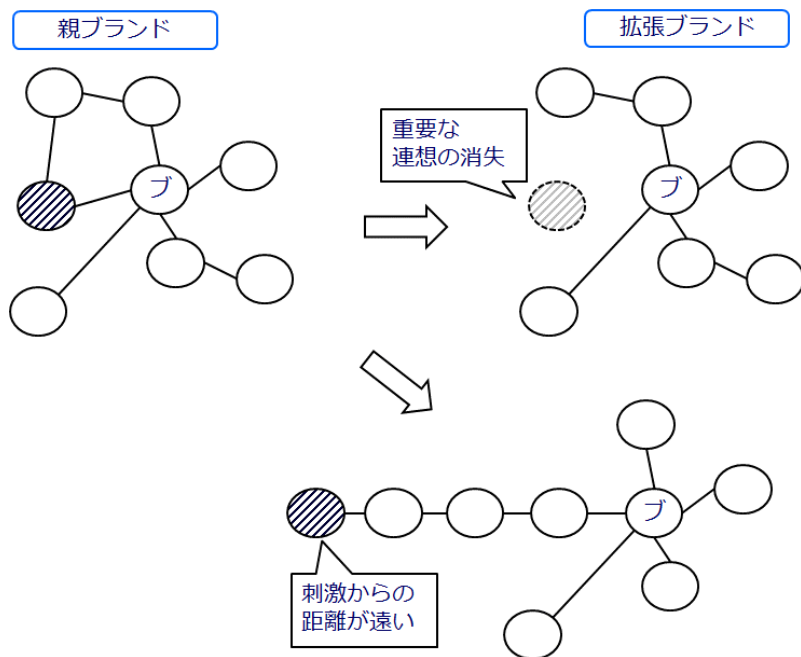 親ブランド
拡張ブランド
重要な
連想の消失
ブ
ブ
ブ
刺激からの
距離が遠い